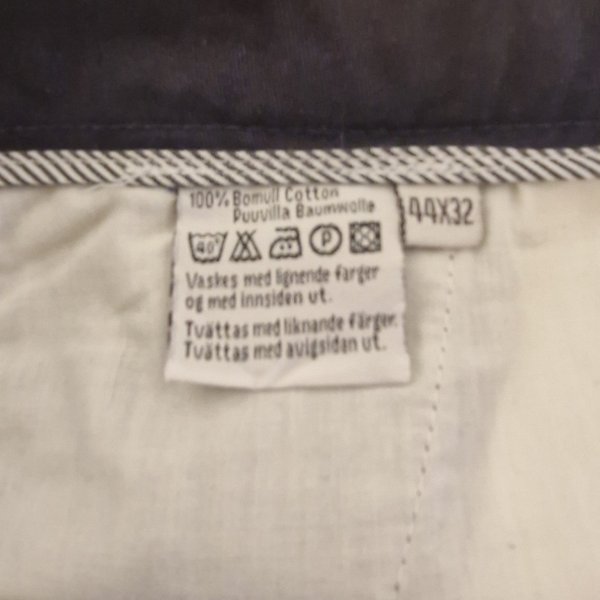 100% Bomull Cotton
Puuvilla Baumwolle
44X32
40°
P
Vaskes med lignende farger
og med innsiden ut.
Tvättas med liknande färger.
Tvättas med avigsidan ut.